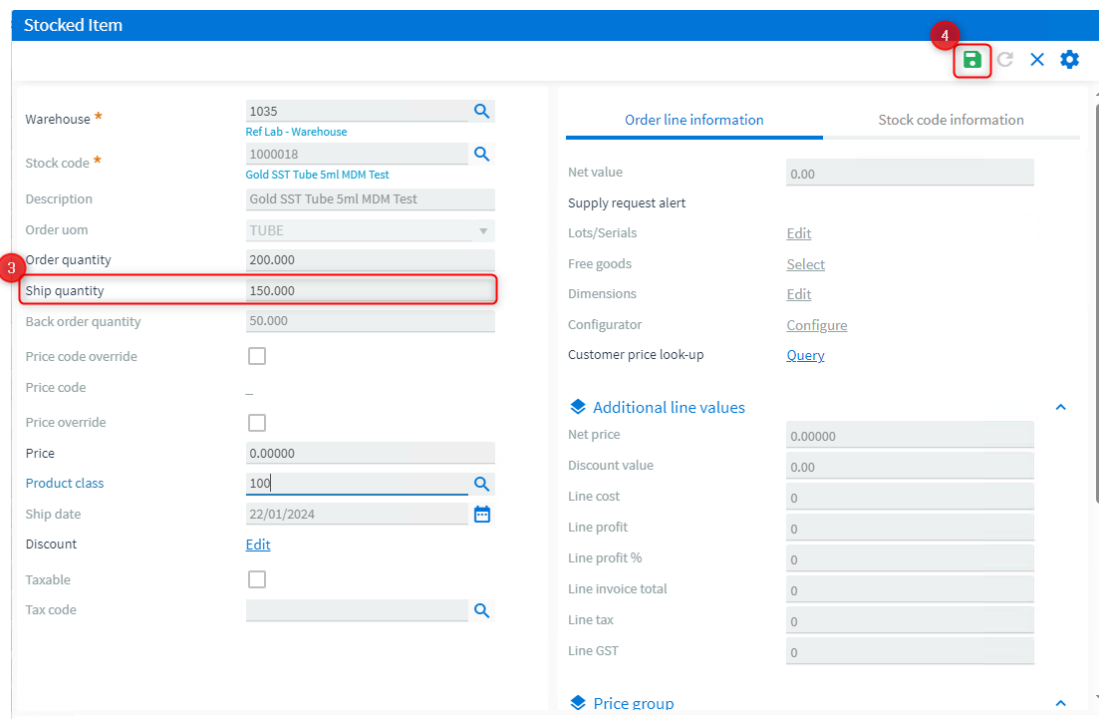 Stocked Item
4
Warehouse * 1035
Ref Lab - Warehouse
Stock code * 1000018
Gold SST Tube 5ml MDM Test
Description Gold SST Tube 5ml MDM Test
Order uom TUBE
Order quantity 200.000
3
Ship quantity 150.000
Back order quantity 50.000
Price code override
Price code _
Price override
Price 0.00000
Product class 100
Ship date 22/01/2024
Discount Edit
Taxable
Tax code
Order line information Stock code information
Net value 0.00
Supply request alert
Lots/Serials Edit
Free goods Select
Dimensions Edit
Configurator Configure
Customer price look-up Query
Additional line values
Net price 0.00000
Discount value 0.00
Line cost 0
Line profit 0
Line profit % 0
Line invoice total 0
Line tax 0
Line GST 0
Price group